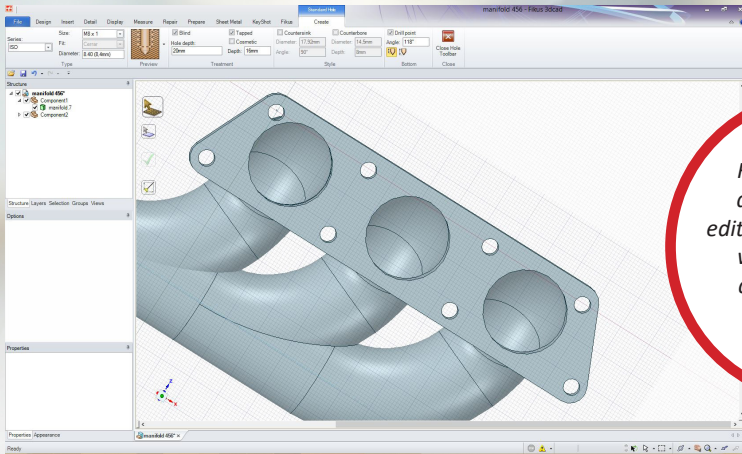 Standard Hole
manifold 456 - Fikus 3dcad
File Design Insert Detail Display Measure Repair Prepare Sheet Metal KeyShot Fikus Create
Series:
ISO
Size: M8 x 1
Fit:
Diameter: 8.40 (8,4mm)
Type
Preview
Blind
Hole depth:
20mm
Tapped
Cosmetic
Depth: 16mm
Treatment
Countersink
Diameter: 17.92mm
Angle: 90°
Counterbore
Diameter: 14.5mm
Depth: 8mm
Style
Drill point
Angle: 118°
Bottom
Close Hole
Toolbar
Close
Structure
manifold 456*
Component1
manifold.7
Component2
Structure Layers Selection Groups Views
Options
Properties
Properties Appearance
manifold 456* ×
Ready
z
x
edit